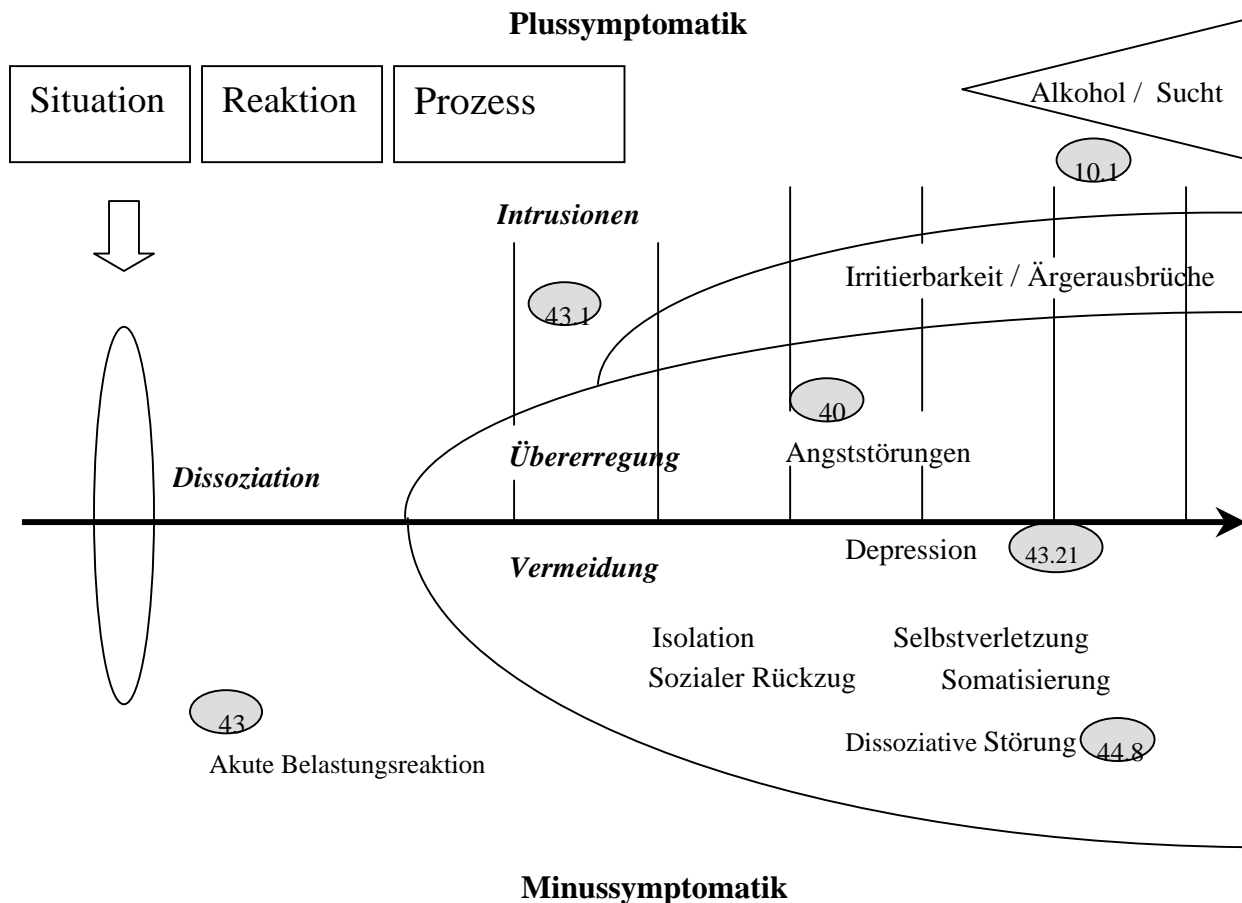 Plussymptomatik
Situation
Reaktion
Prozess
Alkohol / Sucht
10.1
Intrusionen
Irritierbarkeit / Ärgerausbrüche
43.1
40
Übererregung
Angststörungen
Dissoziation
Vermeidung
Depression
43.21
Isolation
Selbstverletzung
Sozialer Rückzug
Somatisierung
43
Dissoziative Störung
44.8
Akute Belastungsreaktion
Minussymptomatik